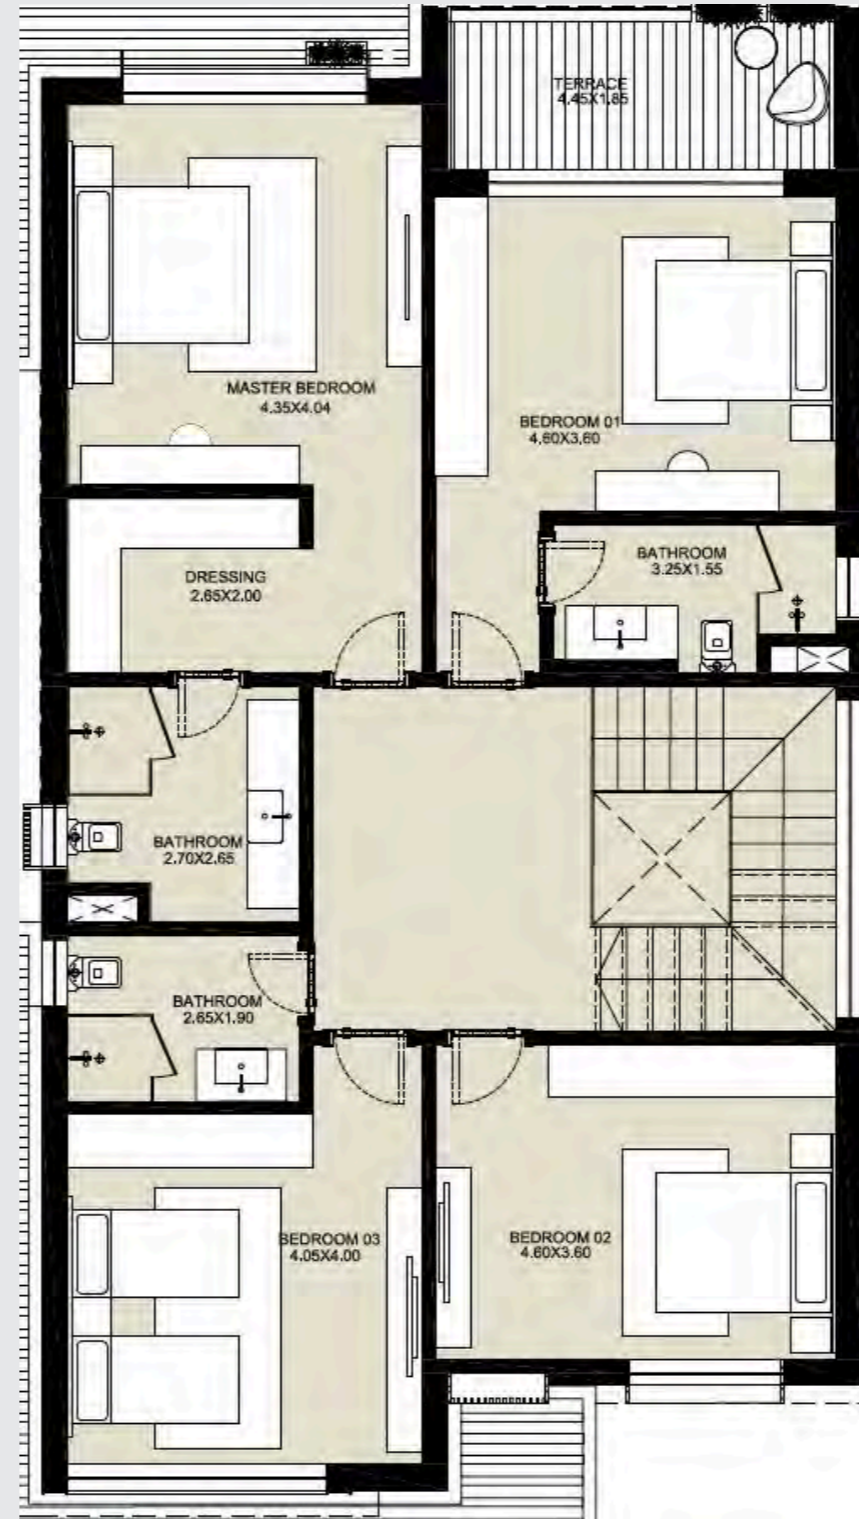 TERRACE
4.45X1.85
MASTER BEDROOM
4.35X4.04
BEDROOM 01
4.60X3.60
BATHROOM
3.25X1.55
DRESSING
2.65X2.00
BATHROOM
2.70X2.65
BATHROOM
2.65X1.90
BEDROOM 03
4.05X4.00
BEDROOM 02
4.60X3.60